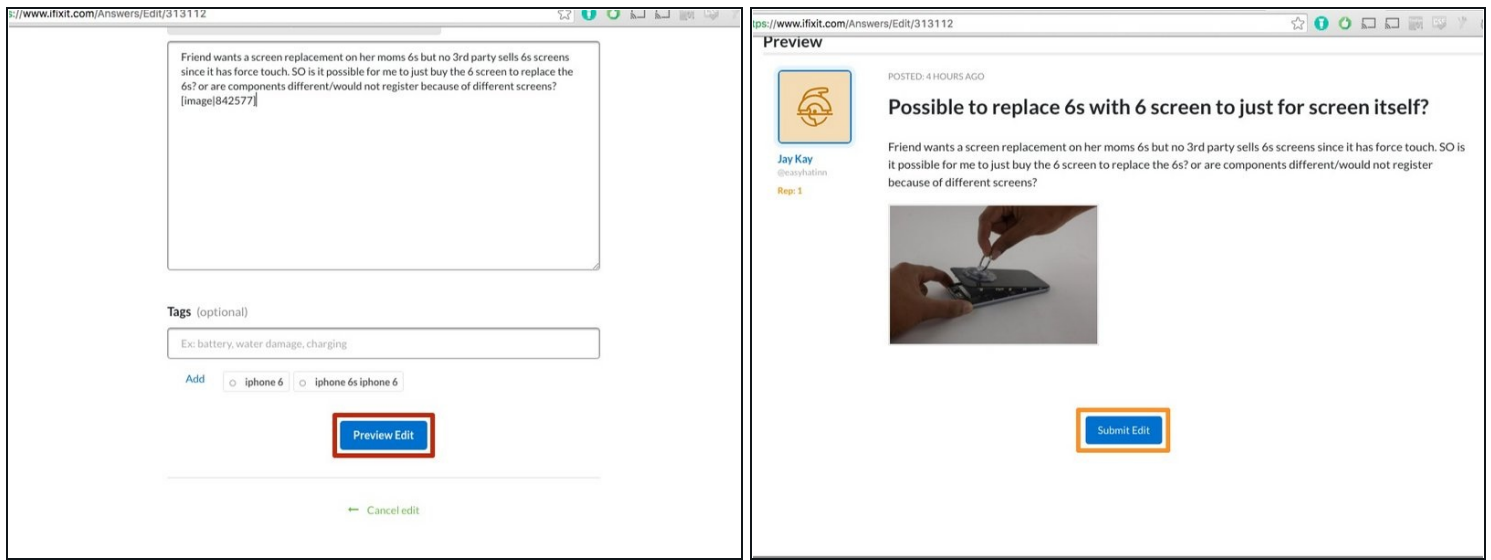 s://www.ifixit.com/Answers/Edit/313112
Friend wants a screen replacement on her moms 6s but no 3rd party sells 6s screens
since it has force touch. SO is it possible for me to just buy the 6 screen to replace the
6s? or are components different/would not register because of different screens?
[image|842577]
Tags (optional)
Ex: battery, water damage, charging
Add iphone 6 iphone 6s iphone 6
Preview Edit
← Cancel edit
tps://www.ifixit.com/Answers/Edit/313112
Preview
POSTED: 4 HOURS AGO
Possible to replace 6s with 6 screen to just for screen itself?
Jay Kay
@easyhatinn
Rep: 1
Friend wants a screen replacement on her moms 6s but no 3rd party sells 6s screens since it has force touch. SO is
it possible for me to just buy the 6 screen to replace the 6s? or are components different/would not register
because of different screens?
Submit Edit